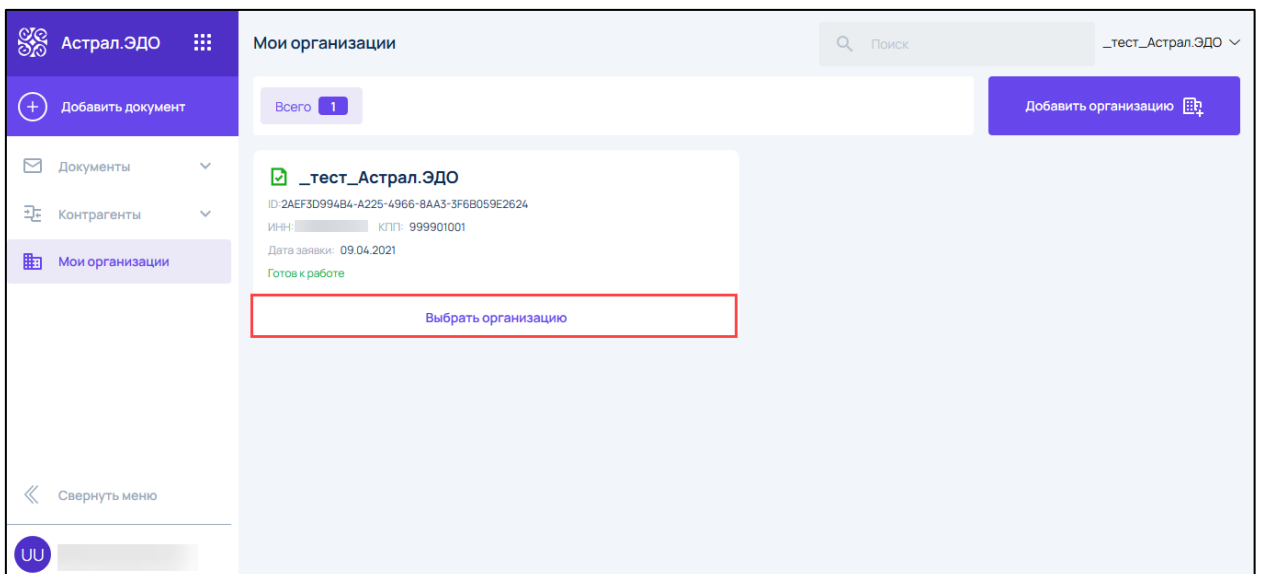 Астрал.ЭДО
Мои организации
Поиск
_тест_Астрал.ЭДО
Добавить документ
Всего 1
Добавить организацию
Документы
Контрагенты
Мои организации
_тест_Астрал.ЭДО
ID:2AEF3D994B4-A225-4966-8AA3-3F6B059E2624
ИНН: КПП: 999901001
Дата заявки: 09.04.2021
Готов к работе
Выбрать организацию
Свернуть меню
UU